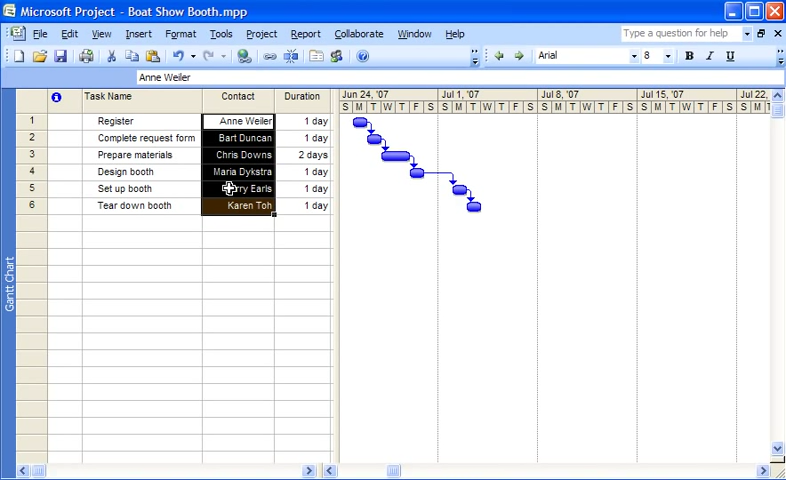 Microsoft Project - Boat Show Booth.mpp
File Edit View Insert Format Tools Project Report Collaborate Window Help Type a question for help
Arial 8 B I U
Anne Weiler
Task Name Contact Duration Jun 24, '07 Jul 1, '07 Jul 8, '07 Jul 15, '07 Jul 22,
S M T W T F S S M T W T F S S M T W T F S S M T W T F S S M
1 Register Anne Weiler 1 day
2 Complete request form Bart Duncan 1 day
3 Prepare materials Chris Downs 2 days
4 Design booth Maria Dykstra 1 day
5 Set up booth Earls 1 day
6 Tear down booth Karen Toh 1 day
Gantt Chart